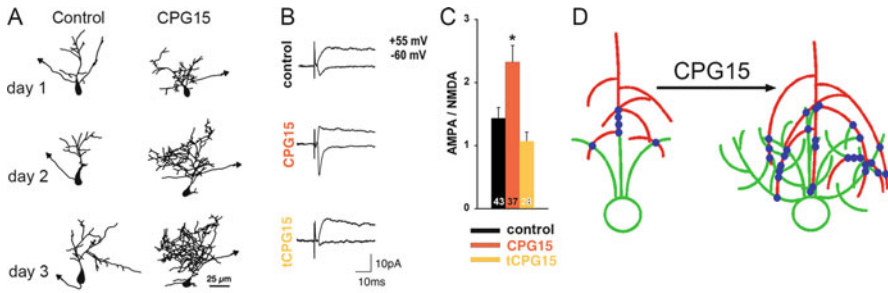 A
Control
CPG15
day 1
day 2
day 3
25 µm
B
control
+55 mV
-60 mV
CPG15
tCPG15
10pA
10ms
C
AMPA / NMDA
3
2
1
0
*
43
37
control
CPG15
tCPG15
D
CPG15